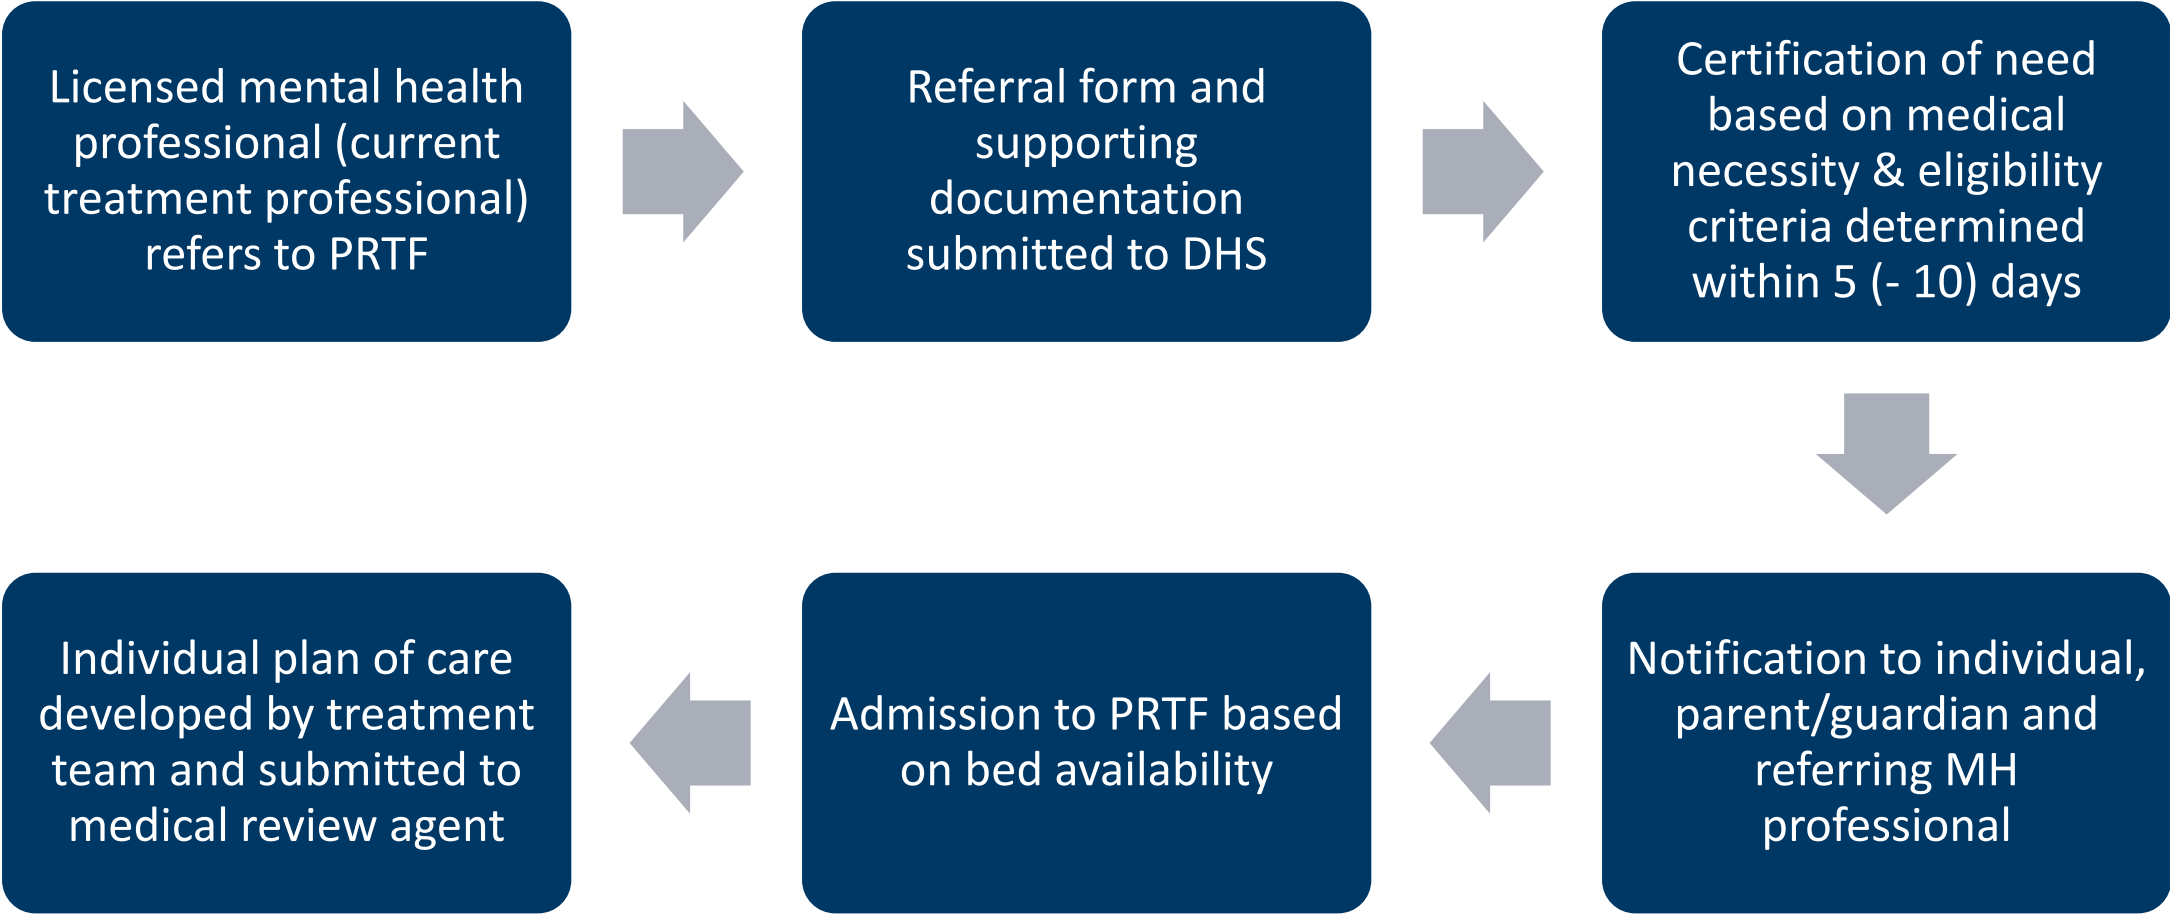 Licensed mental health
professional (current
treatment professional)
refers to PRTF
Referral form and
supporting
documentation
submitted to DHS
Certification of need
based on medical
necessity & eligibility
criteria determined
within 5 (- 10) days
Notification to individual,
parent/guardian and
referring MH
professional
Admission to PRTF based
on bed availability
Individual plan of care
developed by treatment
team and submitted to
medical review agent